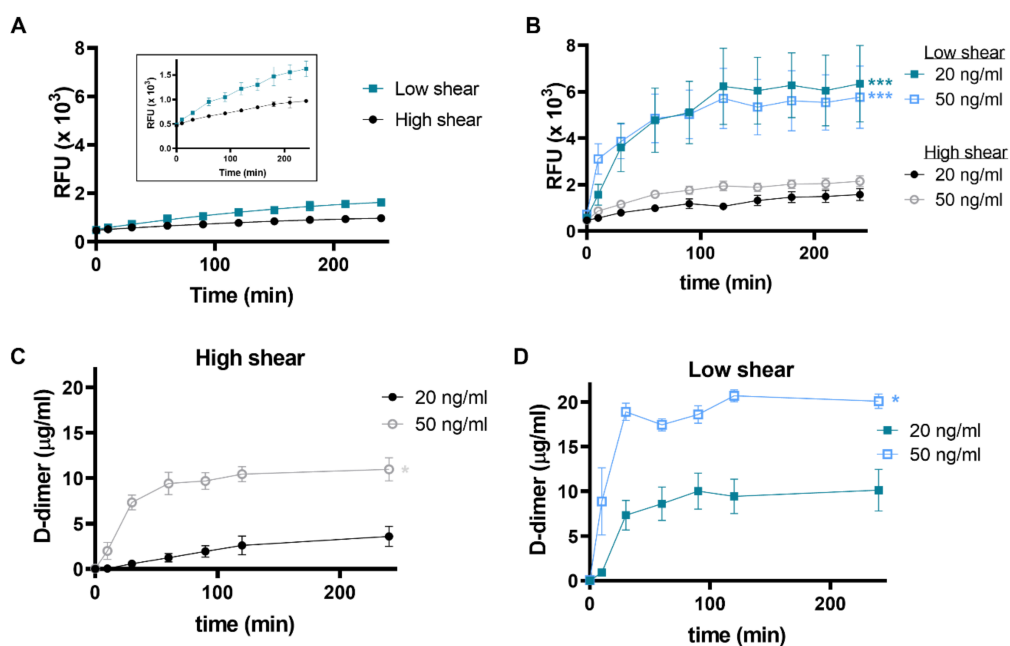 A
8
6
4
2
0
RFU (x 10³)
0
100
200
Time (min)
1.5
1.0
0.5
0.0
RFU (x 10³)
0
100
200
Time (min)
Low shear
High shear
B
8
6
4
2
0
RFU (x 10³)
0
100
200
time (min)
***
***
Low shear
20 ng/ml
50 ng/ml
High shear
20 ng/ml
50 ng/ml
C
High shear
20
15
10
5
0
D-dimer (µg/ml)
0
100
200
time (min)
20 ng/ml
50 ng/ml
*
D
Low shear
20
15
10
5
0
D-dimer (µg/ml)
0
100
200
time (min)
*
20 ng/ml
50 ng/ml